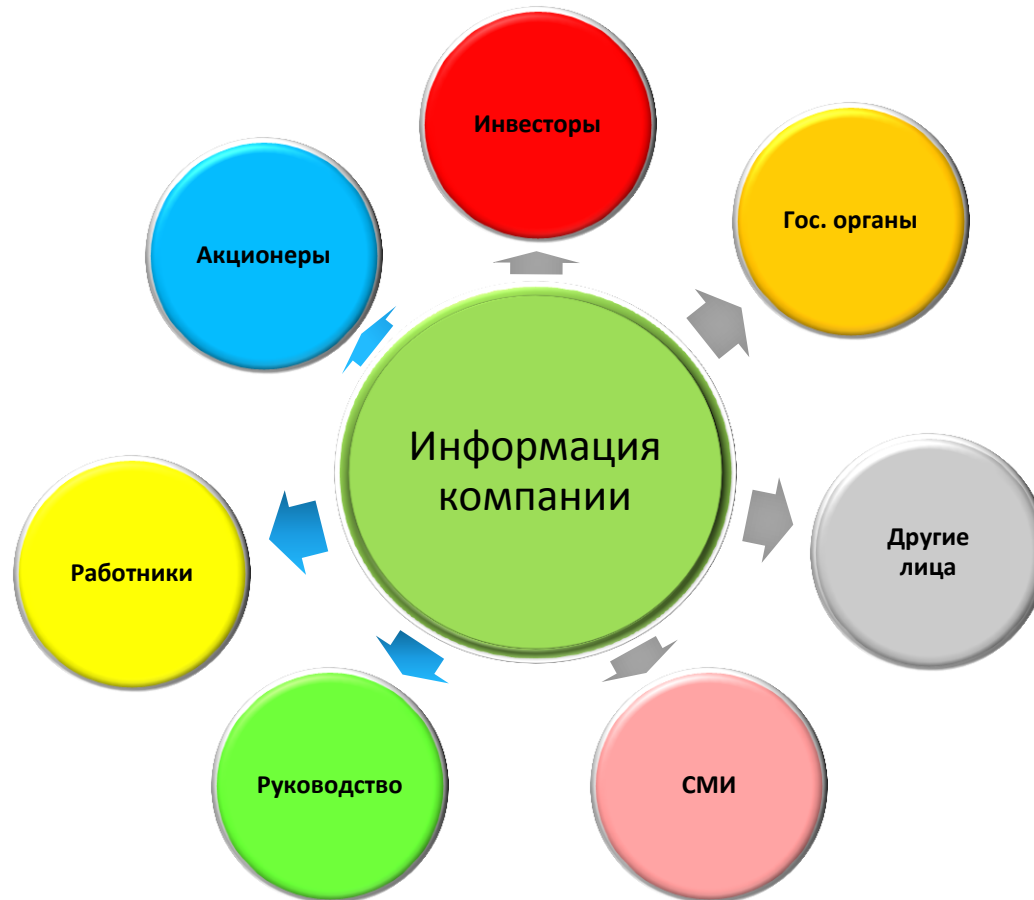 Инвесторы
Гос. органы
Акционеры
Информация
компании
Другие
лица
Работники
Руководство
СМИ